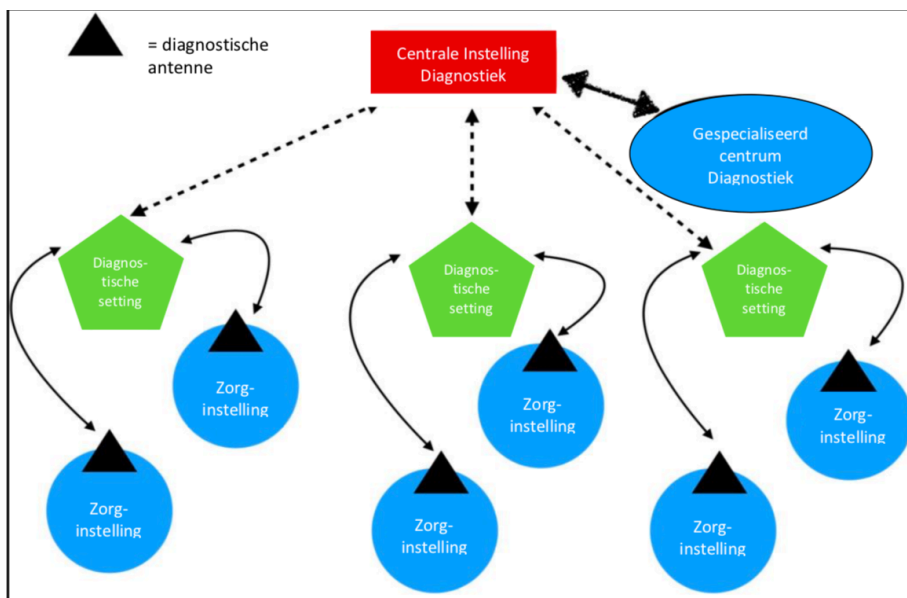 = diagnostische
antenne
Centrale Instelling
Diagnostiek
Gespecialiseerd
centrum
Diagnostiek
Diagnos-
tische
setting
Diagnos-
tische
setting
Diagnos-
tische
setting
Zorg-
instelling
Zorg-
instelling
Zorg-
instelling
Zorg-
instelling
Zorg-
instelling
Zorg-
instelling